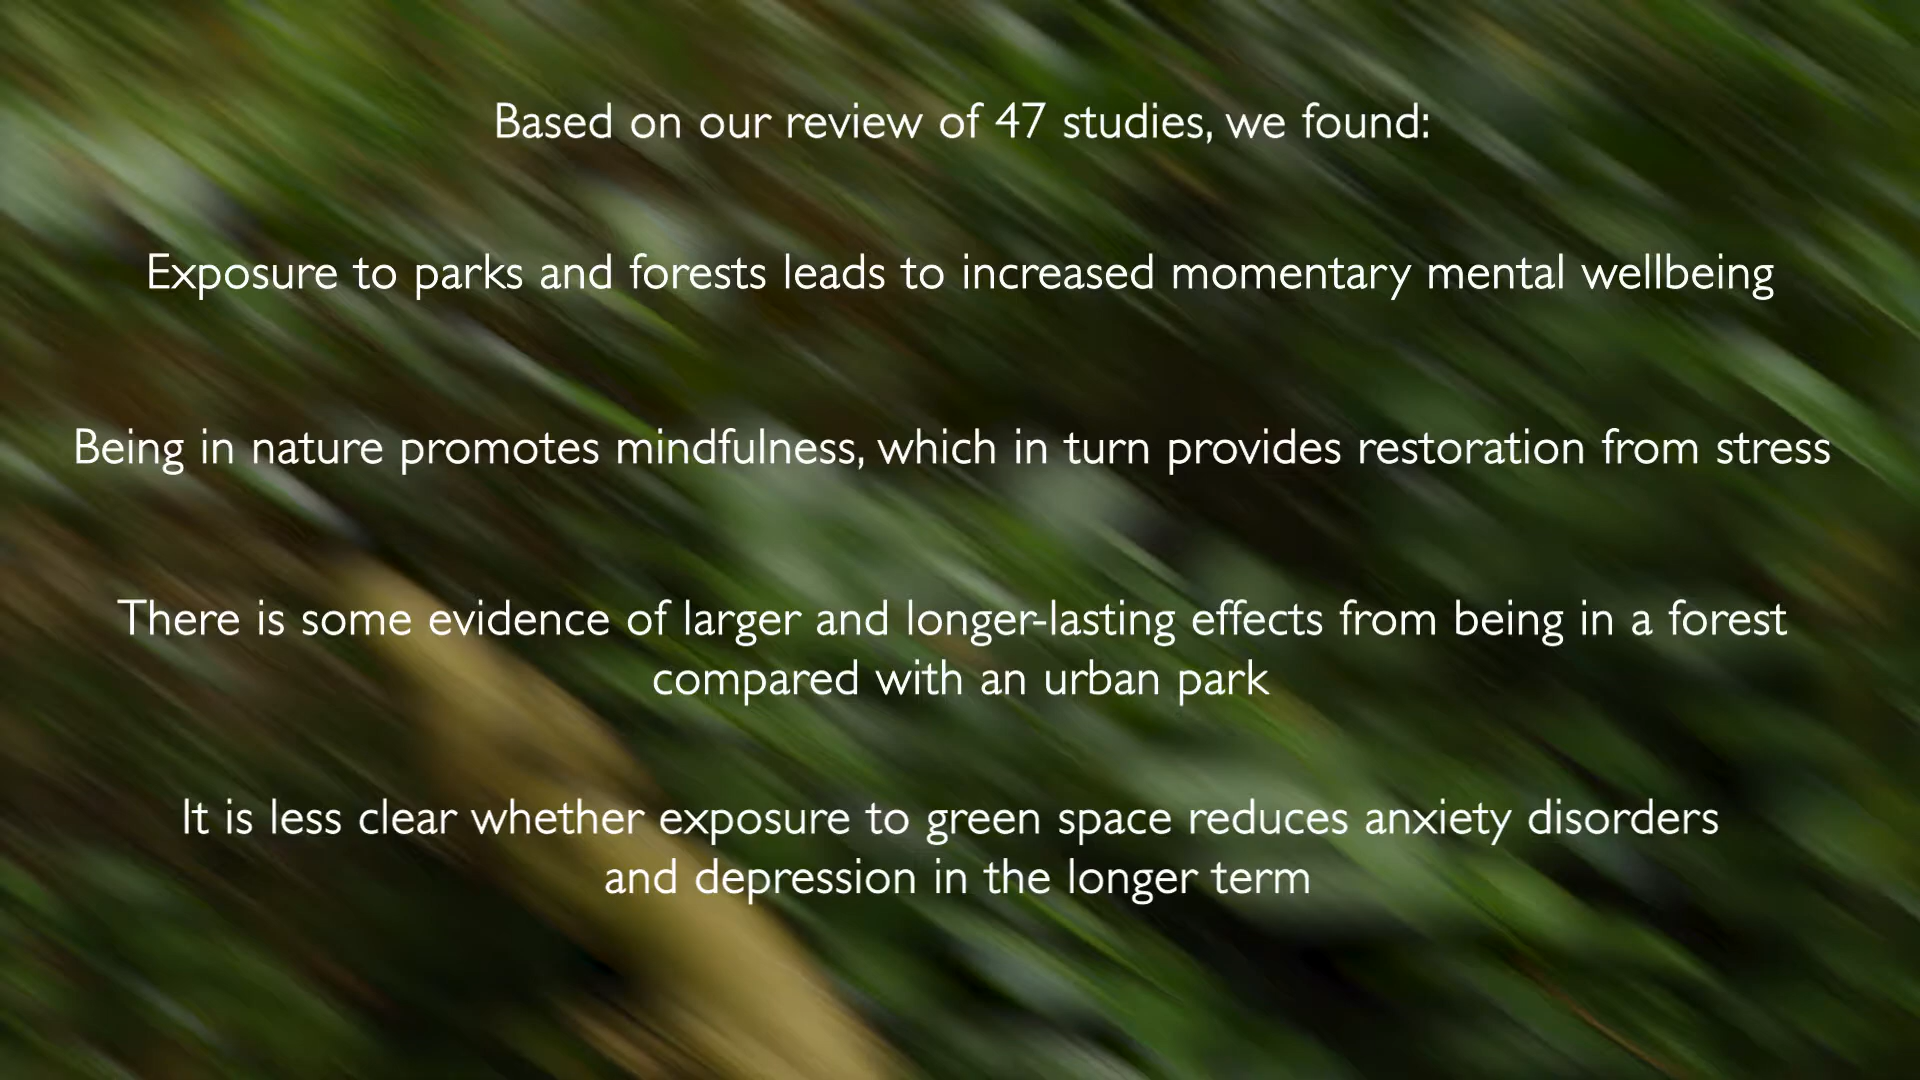 Based on our review of 47 studies, we found:
Exposure to parks and forests leads to increased momentary mental wellbeing
Being in nature promotes mindfulness, which in turn provides restoration from stress
There is some evidence of larger and longer-lasting effects from being in a forest
compared with an urban park
It is less clear whether exposure to green space reduces anxiety disorders
and depression in the longer term